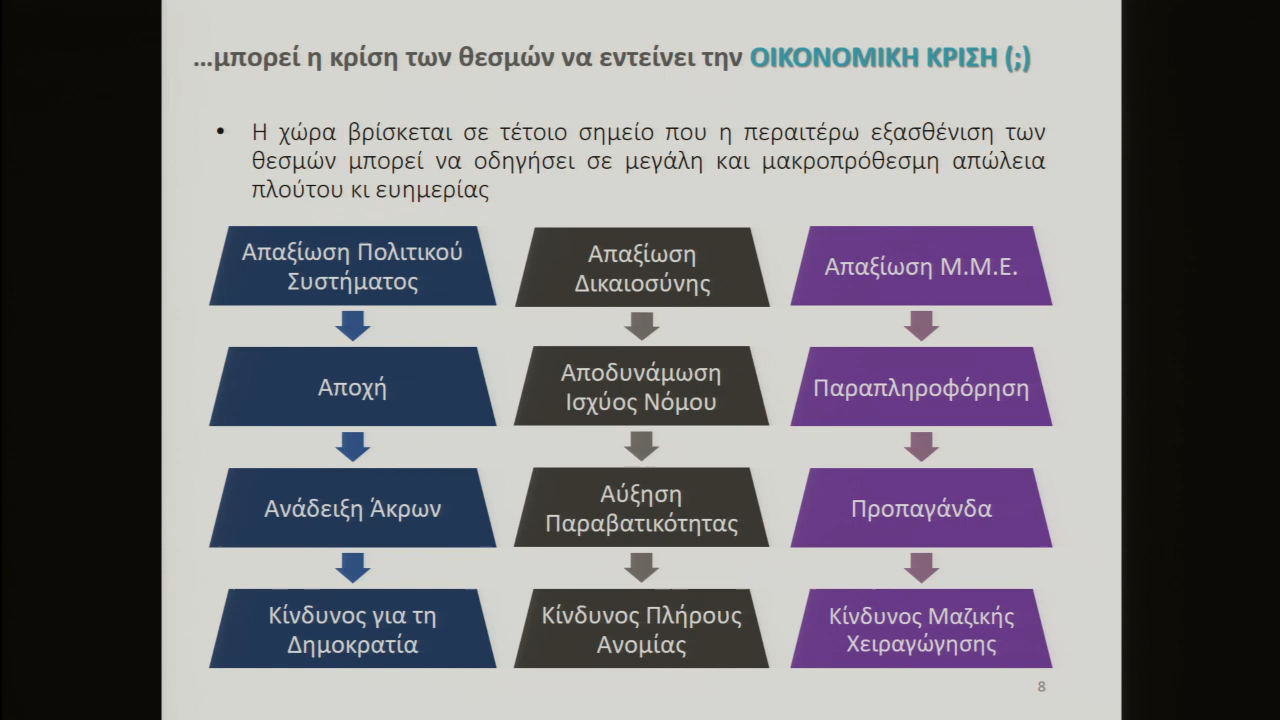 ...μπορεί η κρίση των θεσμών να εντείνει την ΟΙΚΟΝΟΜΙΚΗ ΚΡΙΣΗ (;)
• Η χώρα βρίσκεται σε τέτοιο σημείο που η περαιτέρω εξασθένιση των
θεσμών μπορεί να οδηγήσει σε μεγάλη και μακροπρόθεσμη απώλεια
πλούτου κι ευημερίας
Απαξίωση Πολιτικού
Συστήματος
Αποχή
Ανάδειξη Άκρων
Κίνδυνος για τη
Δημοκρατία
Απαξίωση
Δικαιοσύνης
Αποδυνάμωση
Ισχύος Νόμου
Αύξηση
Παραβατικότητας
Κίνδυνος Πλήρους
Ανομίας
Απαξίωση Μ.Μ.Ε.
Παραπληροφόρηση
Προπαγάνδα
Κίνδυνος Μαζικής
Χειραγώγησης
8